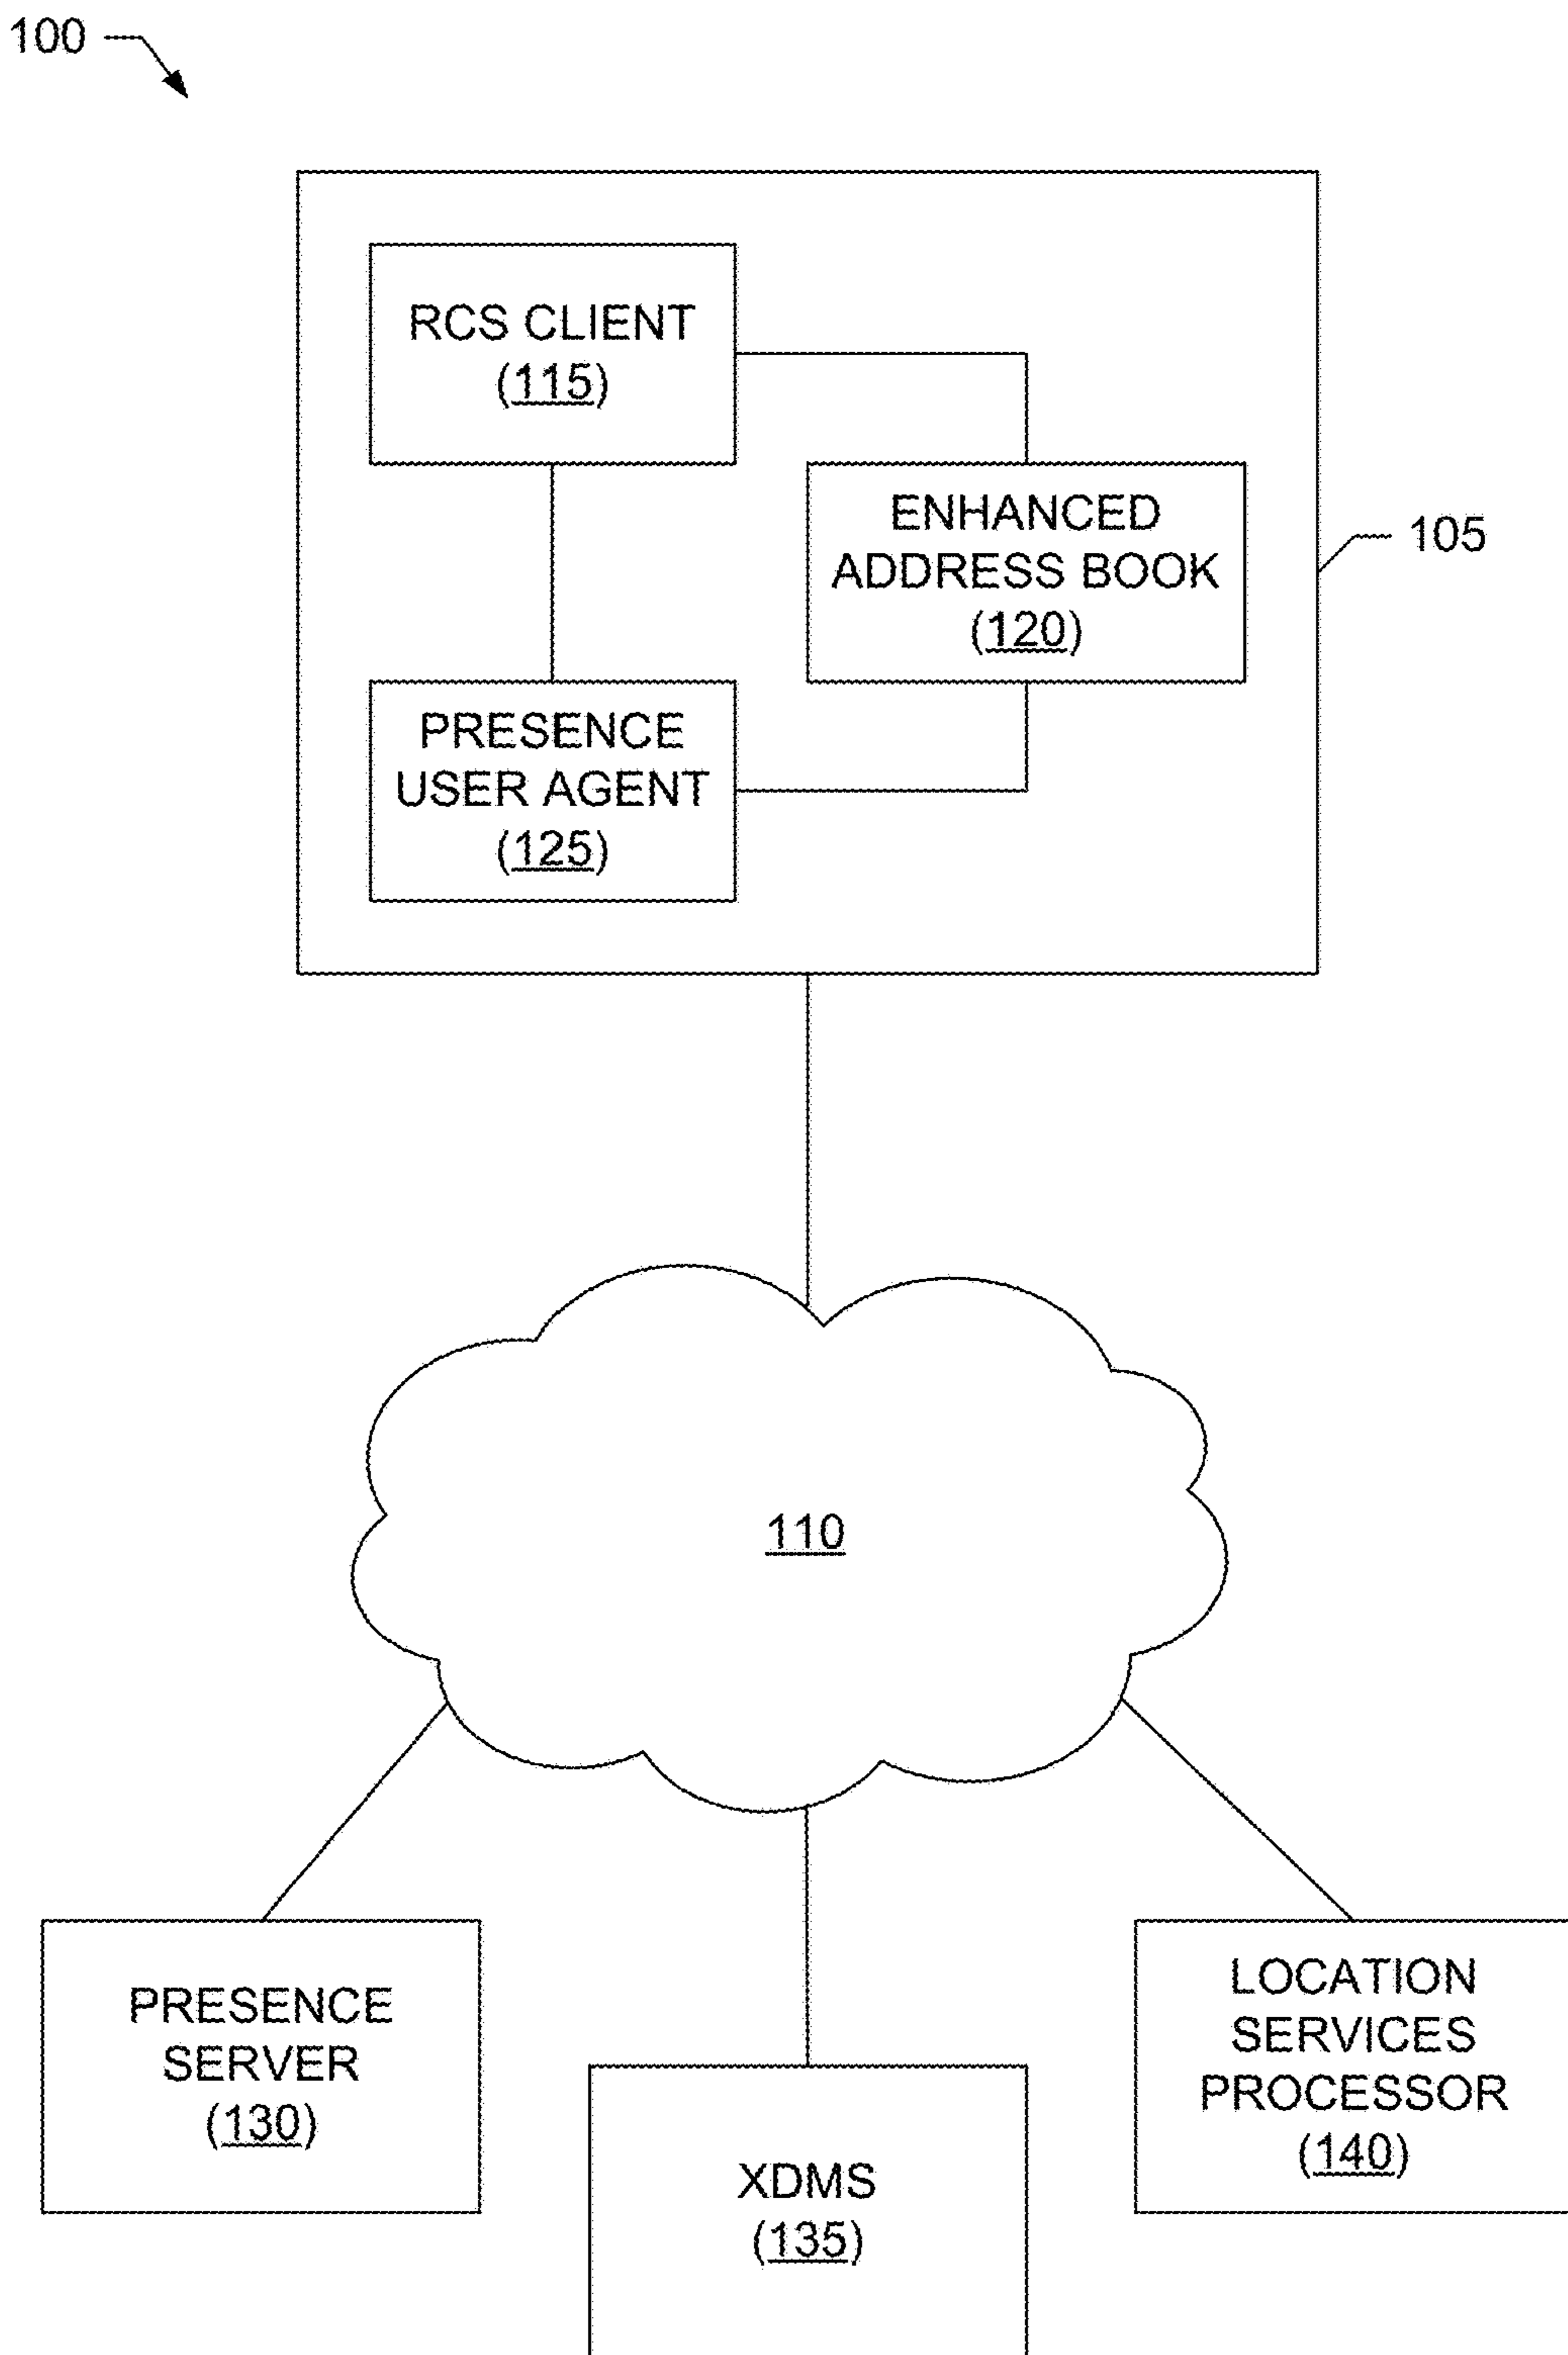 100
RCS CLIENT
(115)
ENHANCED
ADDRESS BOOK
(120)
105
PRESENCE
USER AGENT
(125)
110
PRESENCE
SERVER
(130)
XDMS
(135)
LOCATION
SERVICES
PROCESSOR
(140)